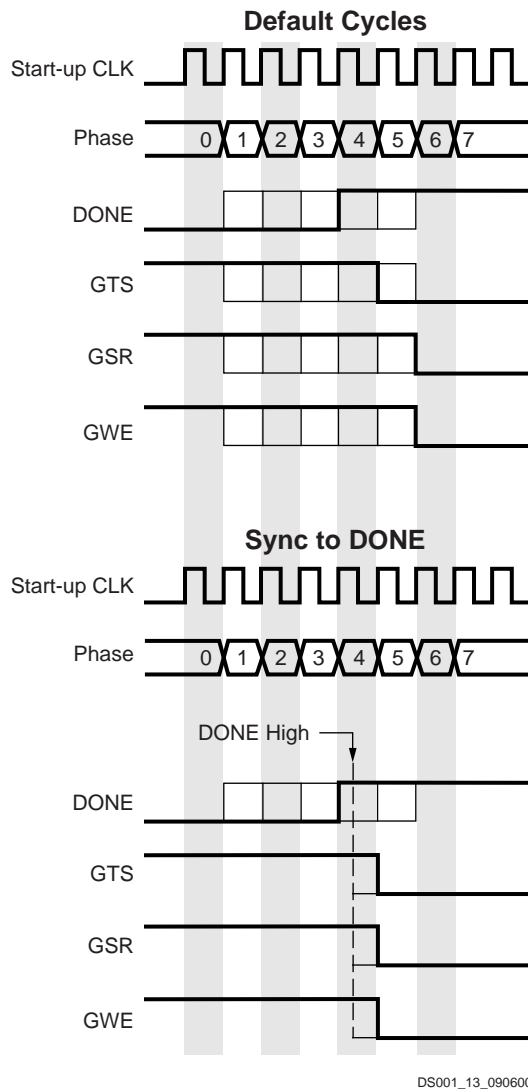 Default Cycles
Start-up CLK
Phase
0 1 2 3 4 5 6 7
DONE
GTS
GSR
GWE
Sync to DONE
Start-up CLK
Phase
0 1 2 3 4 5 6 7
DONE High
DONE
GTS
GSR
GWE
DS001_13_090600